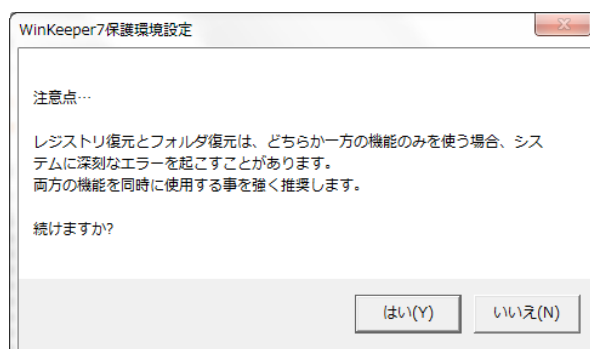 WinKeeper7保護環境設定
注意点…
レジストリ復元とフォルダ復元は、どちらか一方の機能のみを使う場合、シス
テムに深刻なエラーを起こすことがあります。
両方の機能を同時に使用する事を強く推奨します。
続けますか?
はい(Y)
いいえ(N)